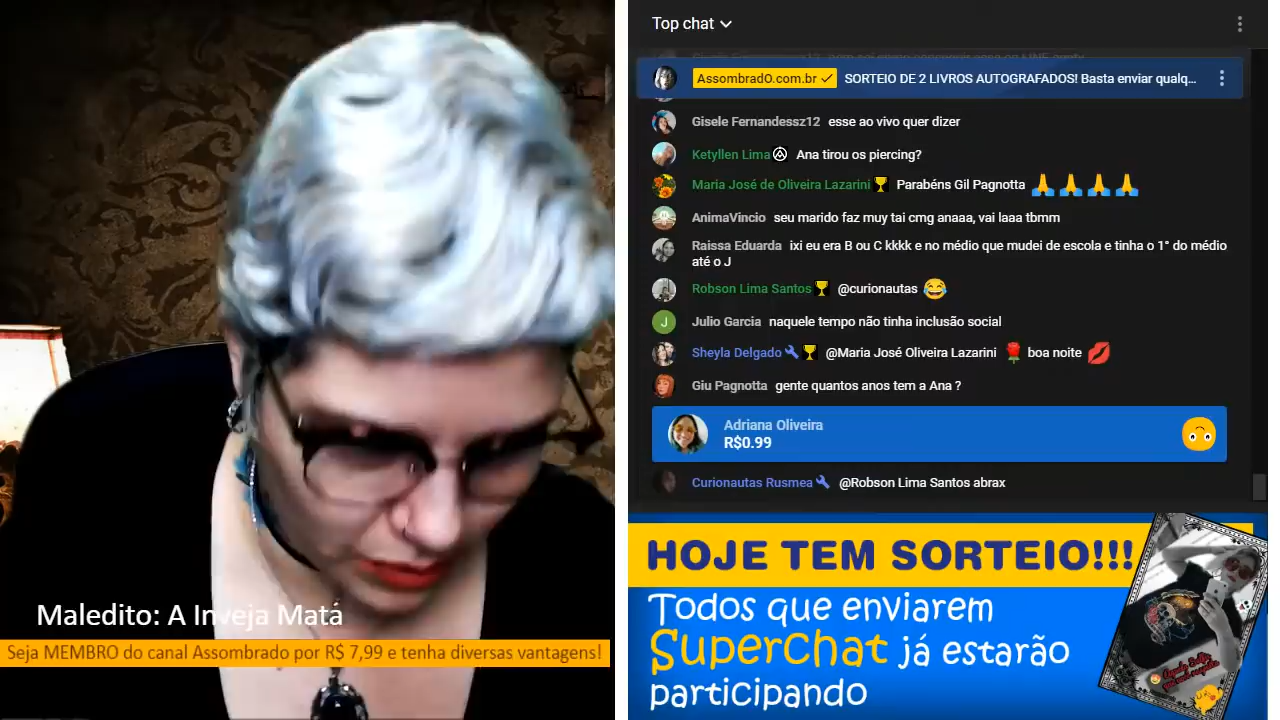 Maledito: A Inveja Matá
Seja MEMBRO do canal Assombrado por R$ 7,99 e tenha diversas vantagens!
Top chat
AssombradO.com.br SORTEIO DE 2 LIVROS AUTOGRAFADOS! Basta enviar qualq...
Gisele Fernandessz12 esse ao vivo quer dizer
Ketyllen Lima Ana tirou os piercing?
Maria José de Oliveira Lazarini Parabéns Gil Pagnotta 🙏🙏🙏🙏
AnimaVincio seu marido faz muy tai cmg anaaa, vai laaa tbmm
Raissa Eduarda ixi eu era B ou C kkkk e no médio que mudei de escola e tinha o 1° do médio
até o J
Robson Lima Santos @curionautas 😂
J Julio Garcia naquele tempo não tinha inclusão social
Sheyla Delgado @Maria José Oliveira Lazarini 🌹 boa noite 💋
Giu Pagnotta gente quantos anos tem a Ana ?
Adriana Oliveira
R$0.99 🙃
Curionautas Rusmea @Robson Lima Santos abrax
HOJE TEM SORTEIO!!!
Todos que enviarem
Superchat já estarão
participando